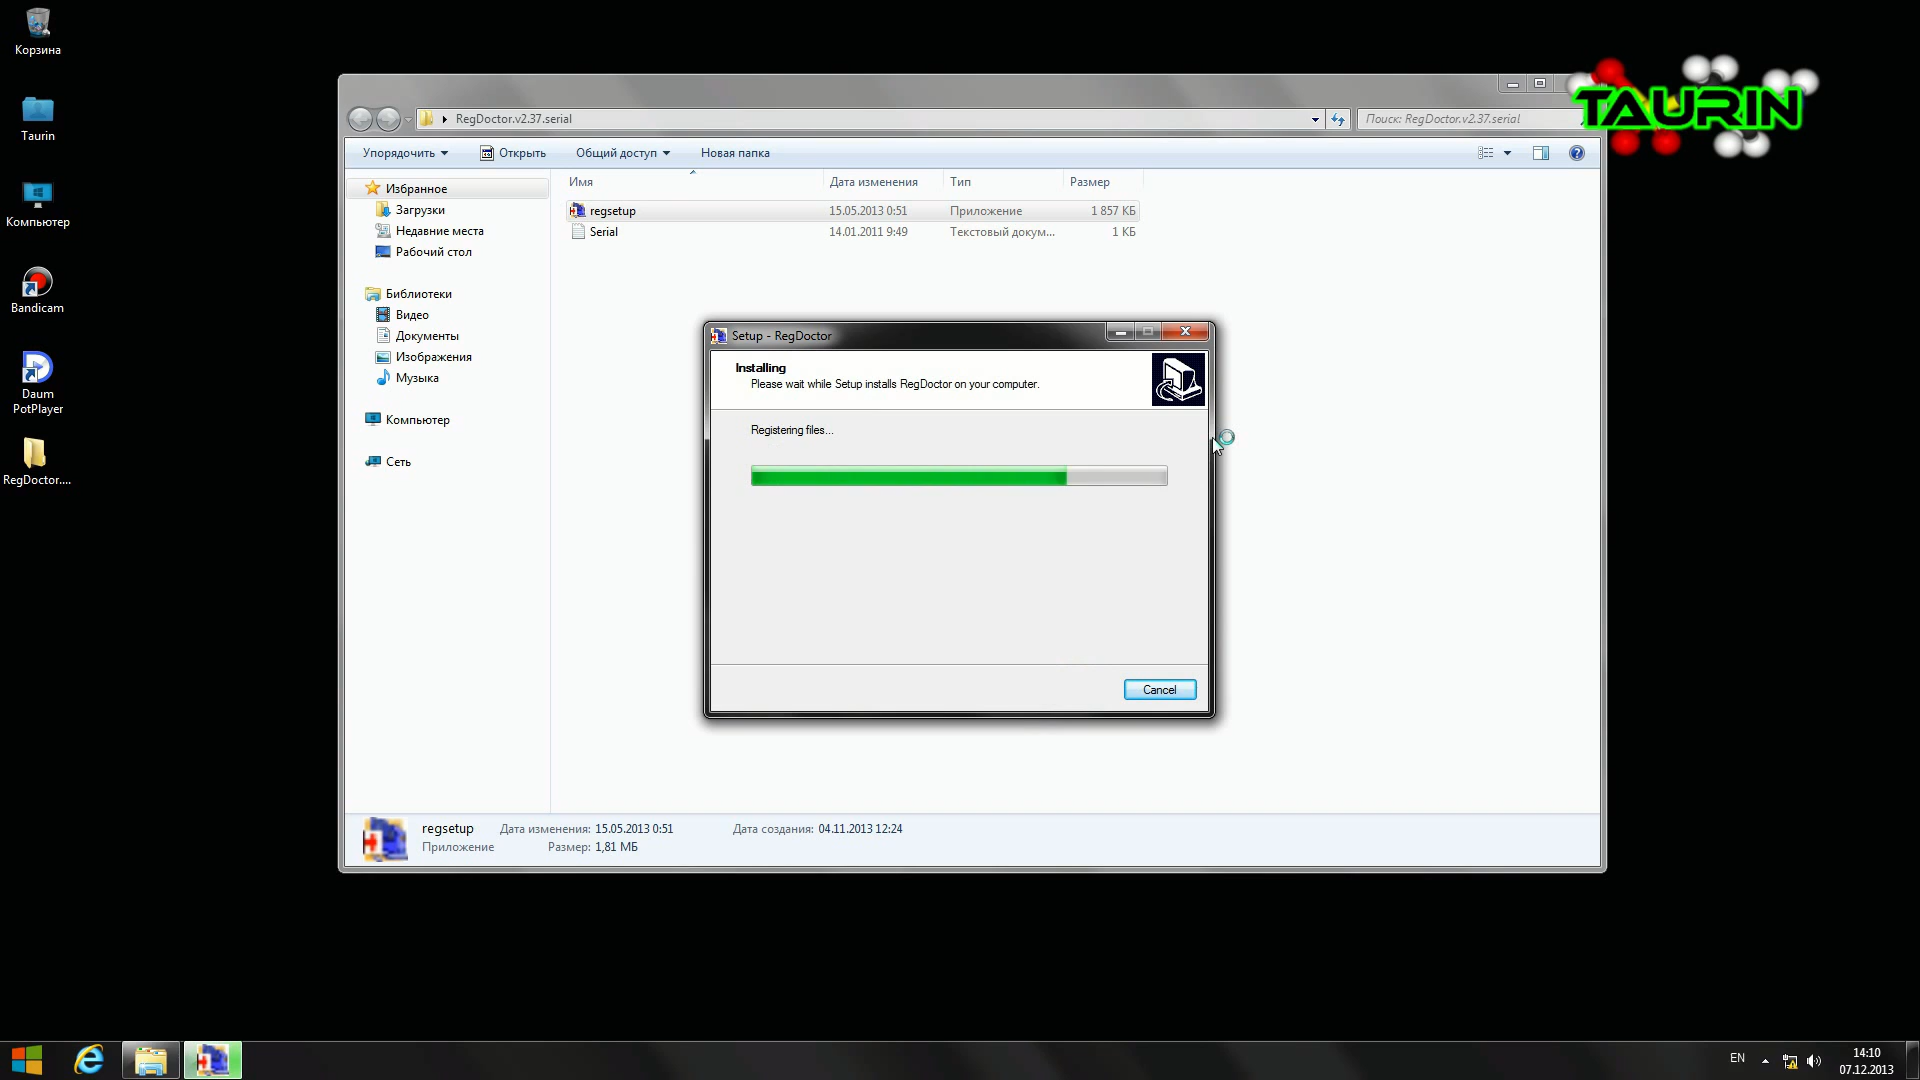 Корзина
Taurin
Компьютер
Bandicam
Daum
PotPlayer
RegDoctor....
TAURIN
RegDoctor.v2.37.serial
Поиск: RegDoctor.v2.37.serial
Упорядочить
Открыть
Общий доступ
Новая папка
Избранное
Загрузки
Недавние места
Рабочий стол
Библиотеки
Видео
Документы
Изображения
Музыка
Компьютер
Сеть
Имя Дата изменения Тип Размер
regsetup 15.05.2013 0:51 Приложение 1 857 КБ
Serial 14.01.2011 9:49 Текстовый докум... 1 КБ
Setup - RegDoctor
Installing
Please wait while Setup installs RegDoctor on your computer.
Registering files...
Cancel
regsetup Дата изменения: 15.05.2013 0:51 Дата создания: 04.11.2013 12:24
Приложение Размер: 1,81 МБ
EN
14:10
07.12.2013